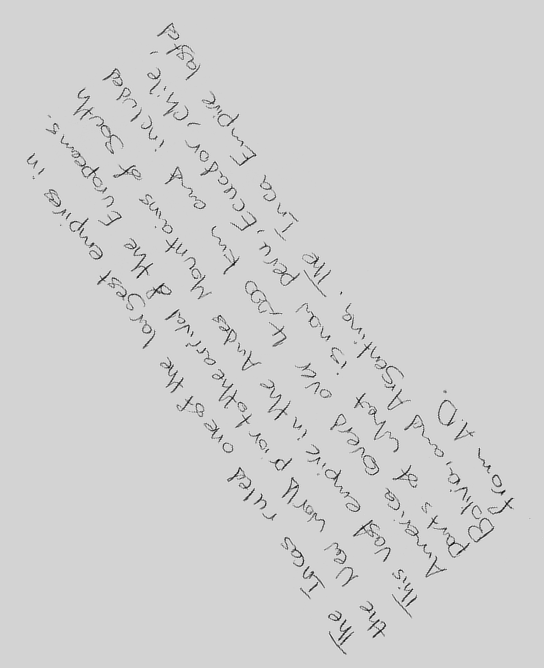 The Incas ruled one of the largest empires in
the New world prior to the arrival of the Europeans.
This vast empire in the Andes Mountains of South
America covers over 4,000 km and included
parts of what is now peru, Ecuador, chile,
Bolivia, and Argentina. The Inca Empire lasted
from A.D.